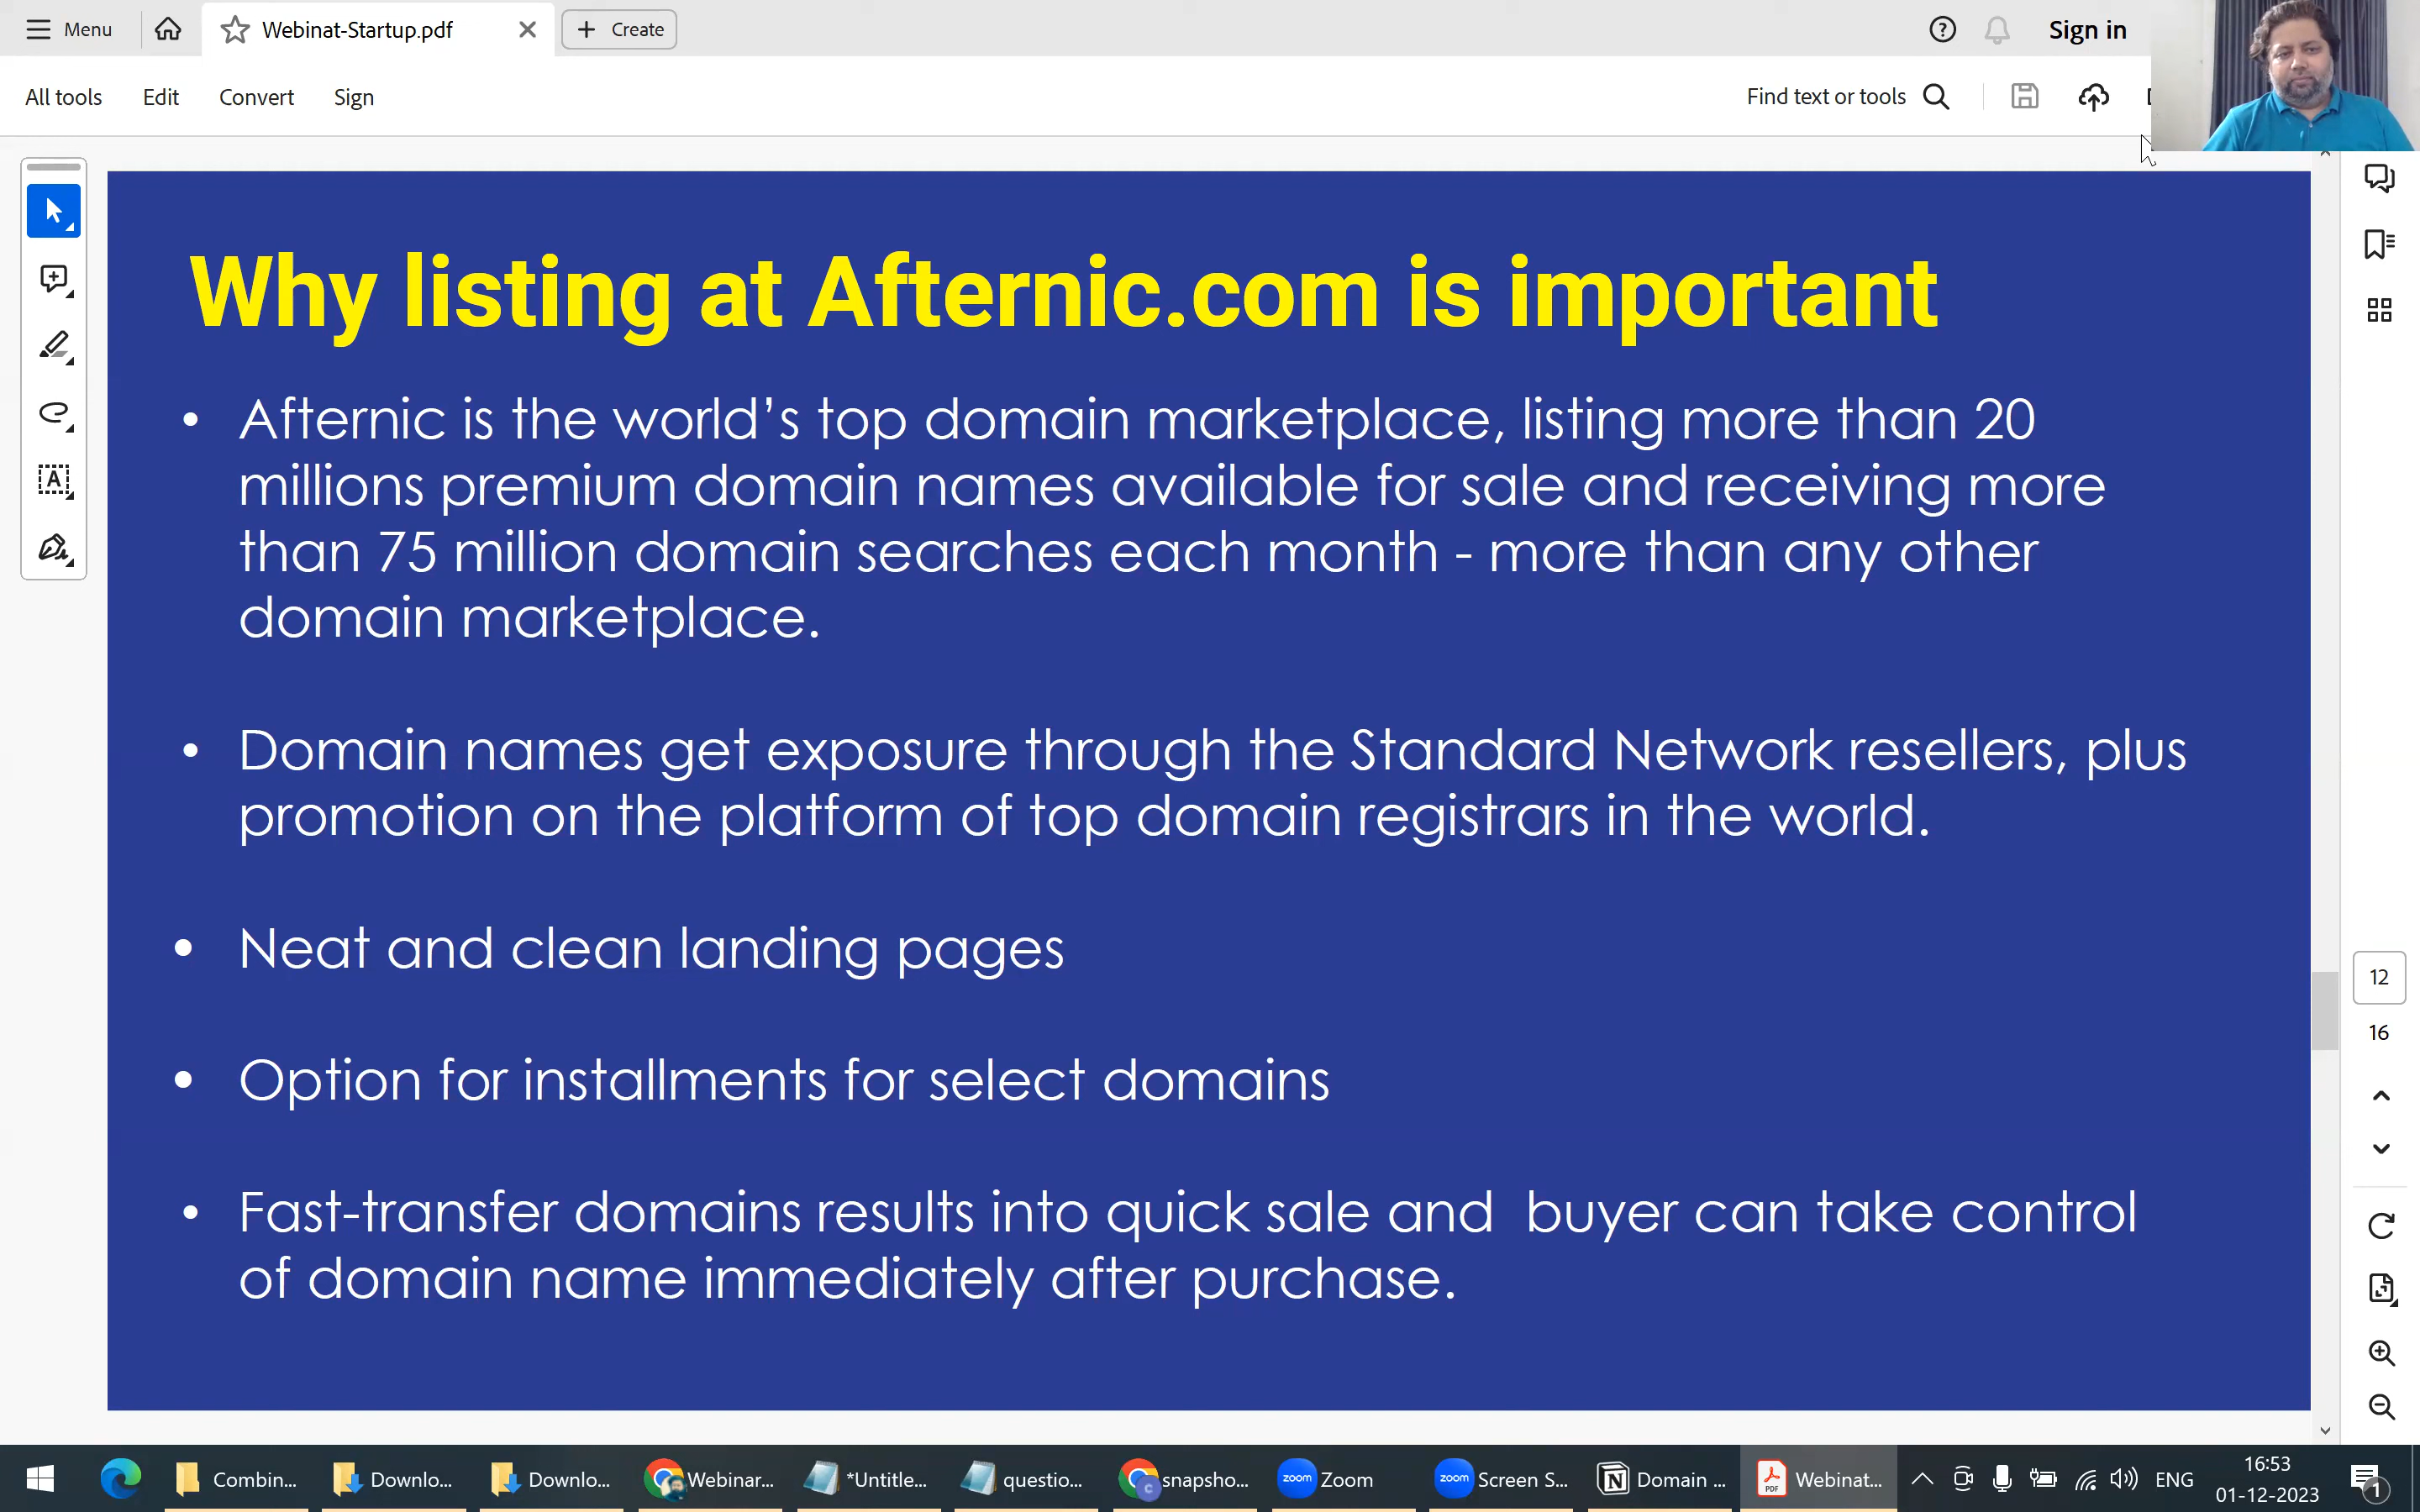 Menu
Webinat-Startup.pdf
Create
Sign in
All tools
Edit
Convert
Sign
Find text or tools
Why listing at Afternic.com is important
• Afternic is the world's top domain marketplace, listing more than 20
millions premium domain names available for sale and receiving more
than 75 million domain searches each month - more than any other
domain marketplace.
• Domain names get exposure through the Standard Network resellers, plus
promotion on the platform of top domain registrars in the world.
• Neat and clean landing pages
• Option for installments for select domains
• Fast-transfer domains results into quick sale and  buyer can take control
of domain name immediately after purchase.
12
16
Combin...
Downlo...
Downlo...
Webinar...
*Untitle...
questio...
snapsho...
zoom
Zoom
zoom
Screen S...
Domain ...
PDF
Webinat...
ENG
16:53
01-12-2023
1